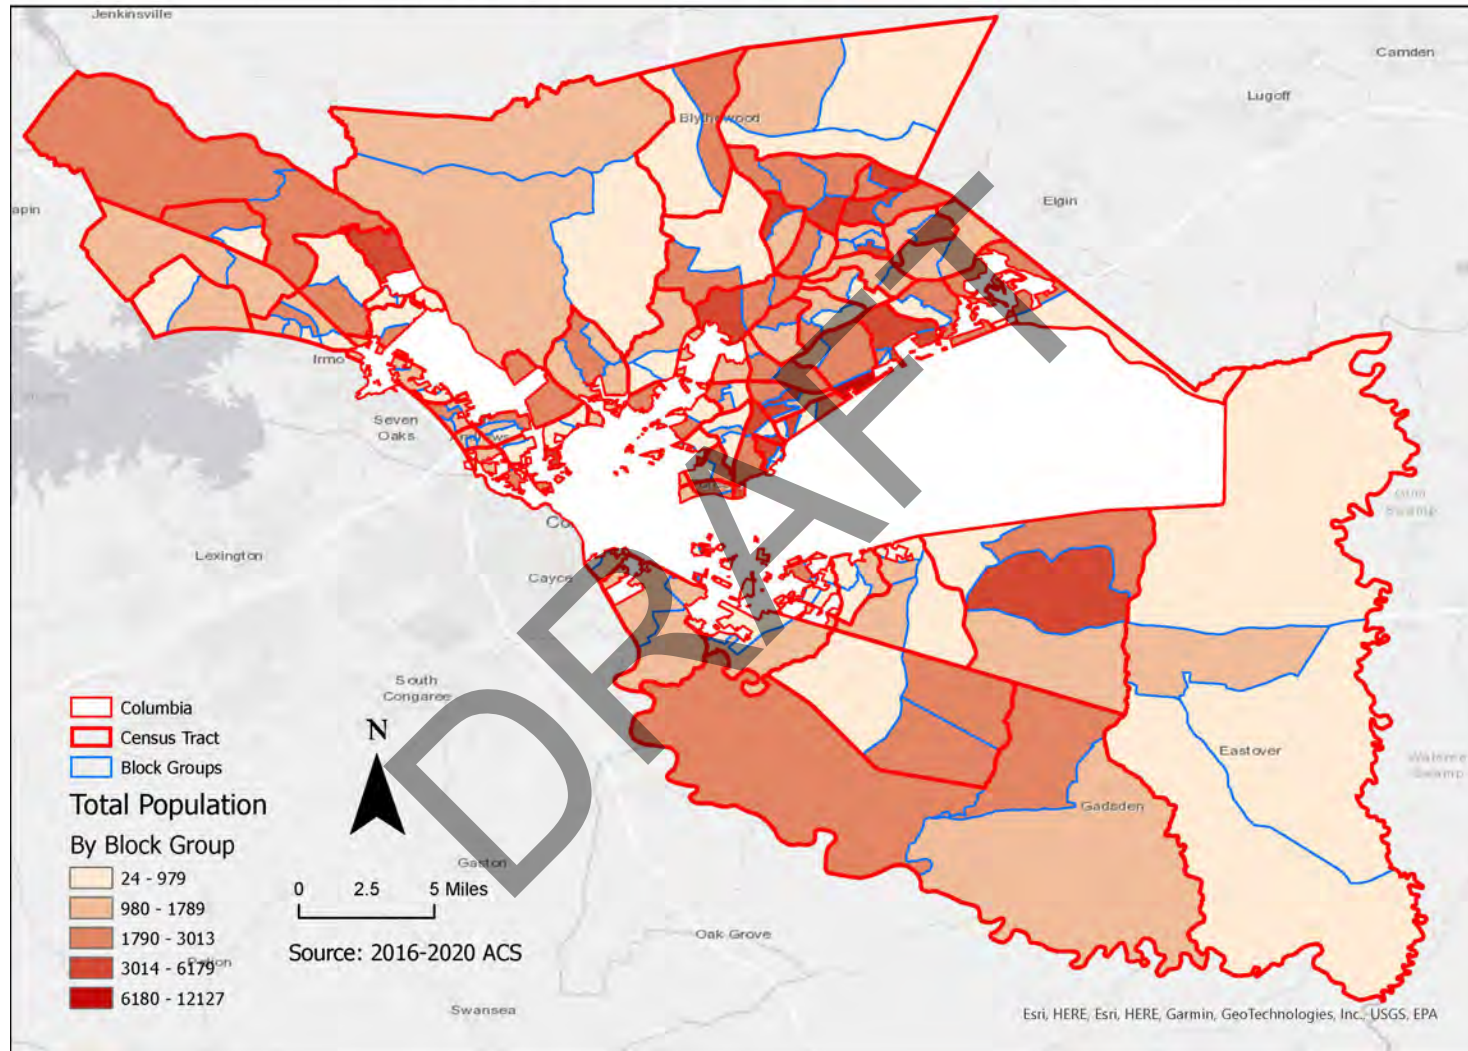 Jenkinsville
Camden
Lugoff
Blythewood
Elgin
apin
Irmo
Seven
Oaks
Lexington
Cayce
South
Congaree
Swamp
Eastover
Swamp
Gadsden
Gaston
Oak Grove
Swansea
DRAFT
Columbia
Census Tract
Block Groups
N
Total Population
By Block Group
24 - 979
980 - 1789
1790 - 3013
3014 - 6179
6180 - 12127
0 2.5 5 Miles
Source: 2016-2020 ACS
Esri, HERE, Esri, HERE, Garmin, GeoTechnologies, Inc., USGS, EPA